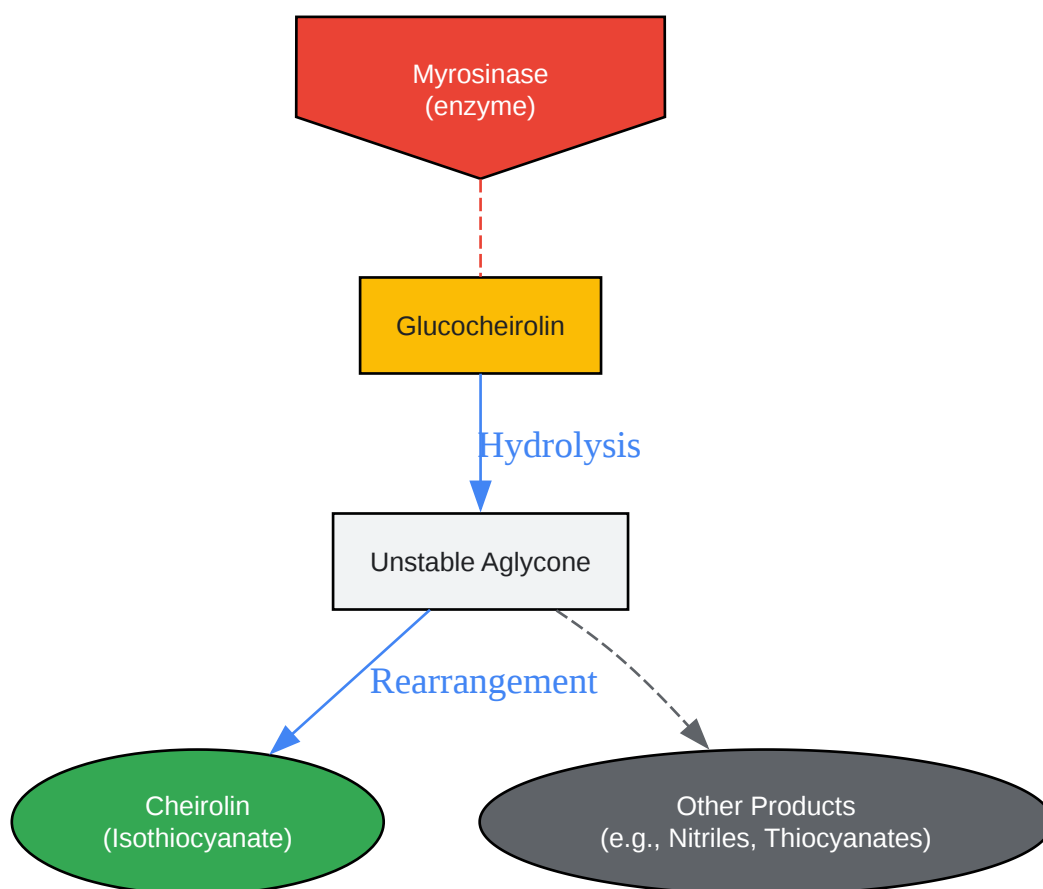 Myrosinase
(enzyme)
Glucocheirolin
Hydrolysis
Unstable Aglycone
Rearrangement
Cheirolin
(Isothiocyanate)
Other Products
(e.g., Nitriles, Thiocyanates)